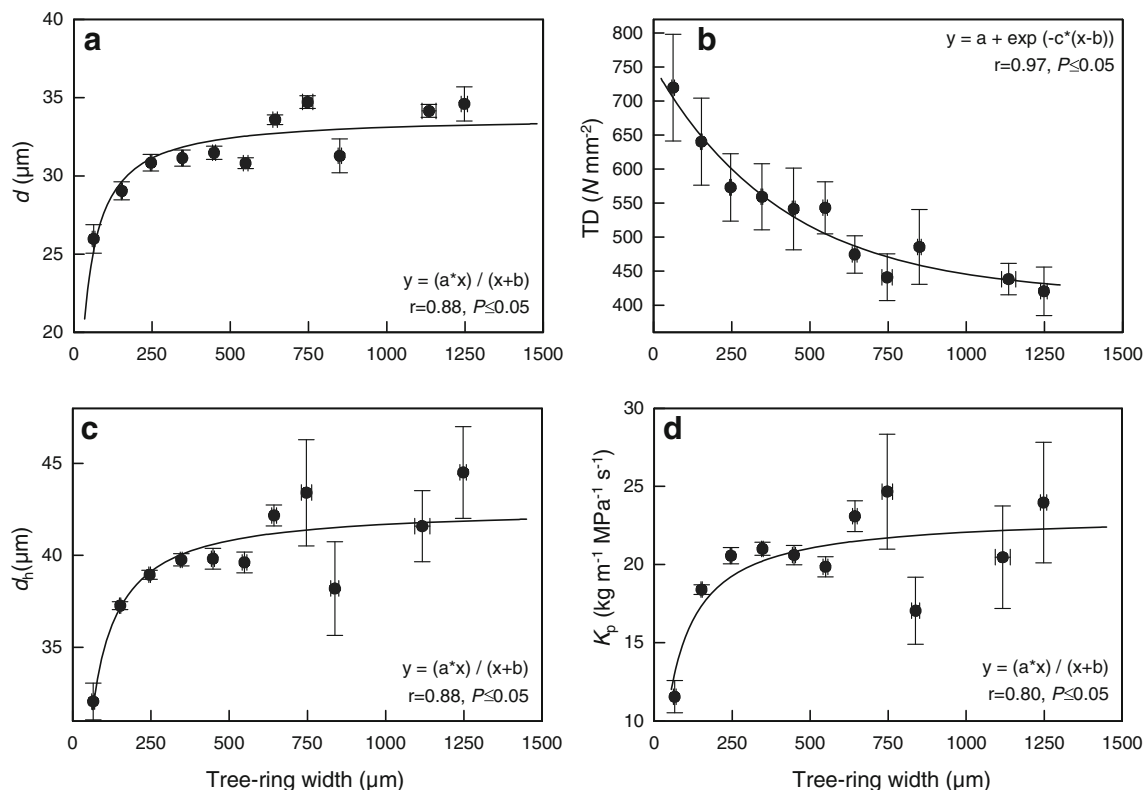 a
40
35
30
25
20
d (µm)
y = (a*x) / (x+b)
r=0.88, P≤0.05
0 250 500 750 1000 1250 1500
b
800
750
700
650
600
550
500
450
400
TD (N mm-2)
y = a + exp (-c*(x-b))
r=0.97, P≤0.05
0 250 500 750 1000 1250 1500
c
45
40
35
dh(µm)
y = (a*x) / (x+b)
r=0.88, P≤0.05
0 250 500 750 1000 1250 1500
Tree-ring width (µm)
d
30
25
20
15
10
Kp (kg m-1 MPa-1 s-1)
y = (a*x) / (x+b)
r=0.80, P≤0.05
0 250 500 750 1000 1250 1500
Tree-ring width (µm)